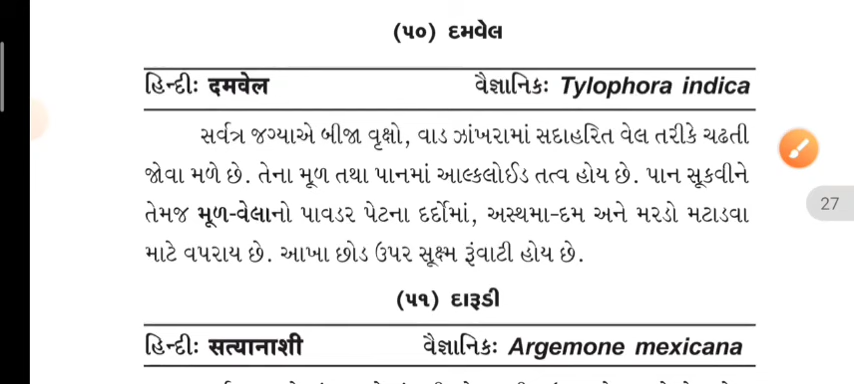 (૫૦) દમવેલ
હિન્દીઃ दमवेल વૈજ્ઞાનિકઃ Tylophora indica
સર્વત્ર જગ્યાએ બીજા વૃક્ષો, વાડ ઝાંખરામાં સદાહરિત વેલ તરીકે ચઢતી
જોવા મળે છે. તેના મૂળ તથા પાનમાં આલ્કલોઈડ તત્વ હોય છે. પાન સૂકવીને
તેમજ મૂળ-વેલાનો પાવડર પેટના દર્દોમાં, અસ્થમા-દમ અને મરડો મટાડવા
માટે વપરાય છે. આખા છોડ ઉપર સૂક્ષ્મ રૂંવાટી હોય છે.
27
(૫૧) દારૂડી
હિન્દીઃ सत्यानाशी વૈજ્ઞાનિકઃ Argemone mexicana